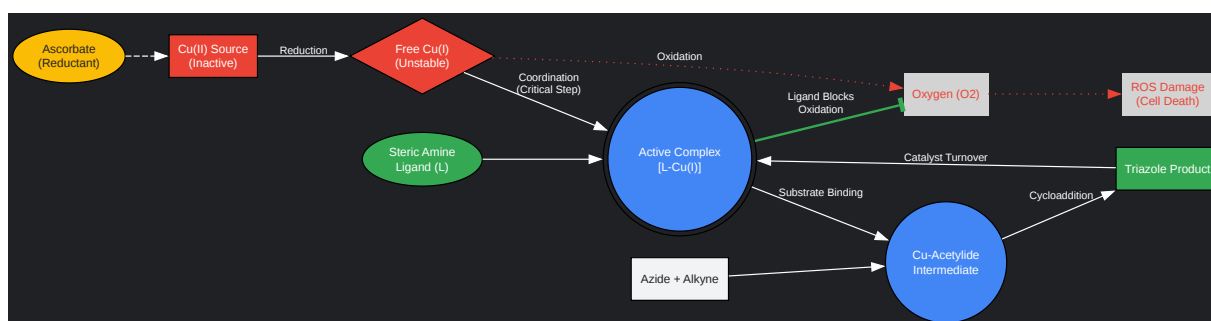 Ascorbate
(Reductant)
Cu(II) Source
(Inactive)
Reduction
Free Cu(I)
(Unstable)
Oxidation
Oxygen (O2)
ROS Damage
(Cell Death)
Coordination
(Critical Step)
Ligand Blocks
Oxidation
Steric Amine
Ligand (L)
Active Complex
[L-Cu(I)]
Catalyst Turnover
Triazole Product
Substrate Binding
Cycloaddition
Azide + Alkyne
Cu-Acetylide
Intermediate